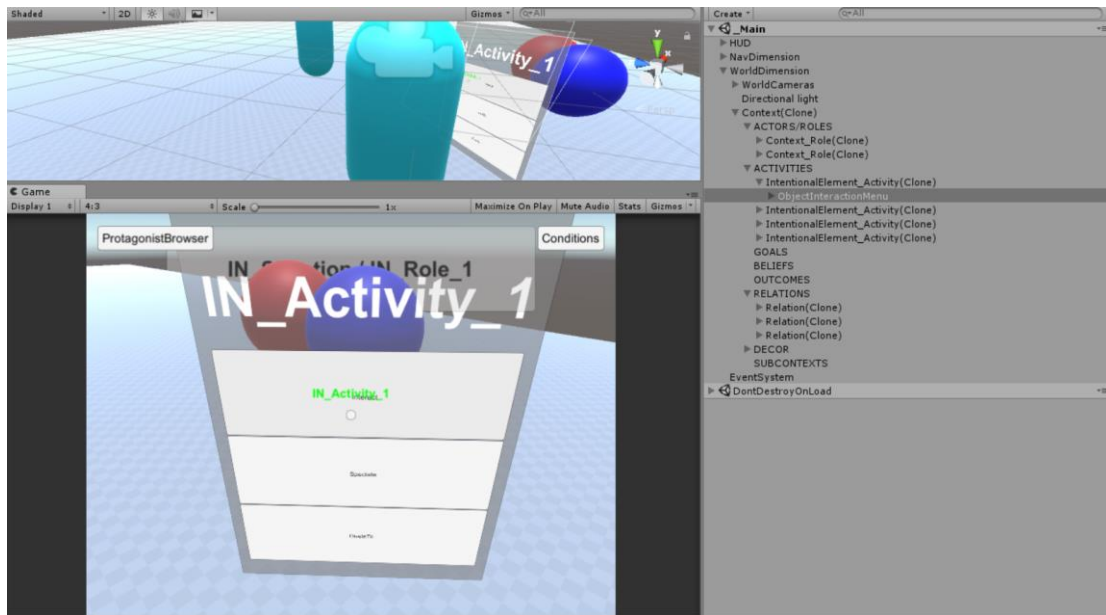 Shaded
2D
Gizmos
All
y
N_Activity_1
Persp
Game
Display 1
4:3
Scale
1x
Maximize On Play
Mute Audio
Stats
Gizmos
ProtagonistBrowser
Conditions
IN_Role_1
IN_Activity_1
IN_Activity_1
Spectate
Create
All
_Main
HUD
NavDimension
WorldDimension
WorldCameras
Directional light
Context(Clone)
ACTORS/ROLES
Context_Role(Clone)
Context_Role(Clone)
ACTIVITIES
IntentionalElement_Activity(Clone)
ObjectInteractionMenu
IntentionalElement_Activity(Clone)
IntentionalElement_Activity(Clone)
IntentionalElement_Activity(Clone)
GOALS
BELIEFS
OUTCOMES
RELATIONS
Relation(Clone)
Relation(Clone)
Relation(Clone)
DECOR
SUBCONTEXTS
EventSystem
DontDestroyOnLoad